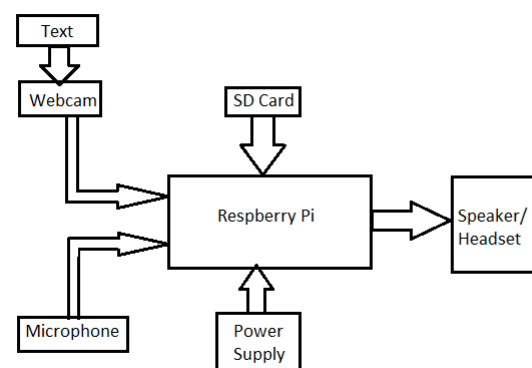 Text
Webcam
SD Card
Respberry Pi
Speaker/
Headset
Microphone
Power
Supply